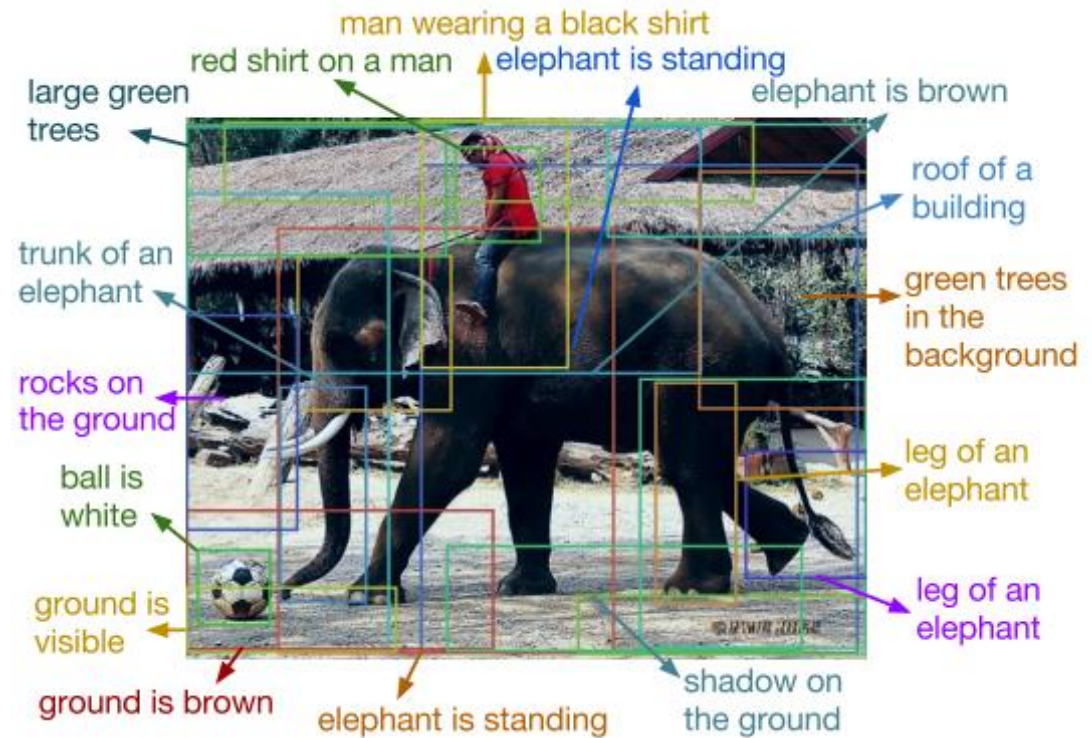 man wearing a black shirt
red shirt on a man
elephant is standing
large green
trees
elephant is brown
roof of a
building
trunk of an
elephant
green trees
in the
background
rocks on
the ground
ball is
white
leg of an
elephant
ground is
visible
leg of an
elephant
ground is brown
elephant is standing
shadow on
the ground